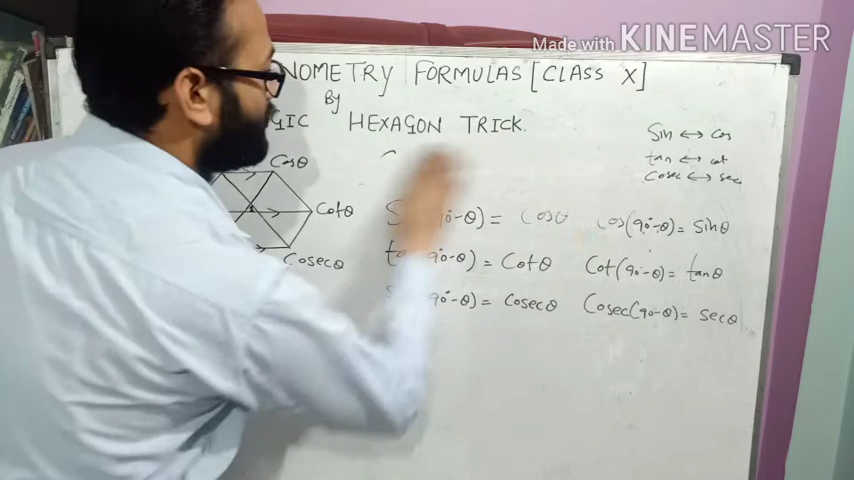 Made with KINEMASTER
NOMETRY FORMULAS [CLASS X]
By
GIC HEXAGON TRICK.
Sin ↔ cos
tan ↔ cot
Cosec ↔ sec
Cosθ
Cotθ
Cosecθ
S 90°-θ) = Cosθ Cos(90°-θ) = Sinθ
ta 90°-θ) = Cotθ Cot(90°-θ) = tanθ
S 90°-θ) = Cosecθ Cosec(90-θ) = Secθ